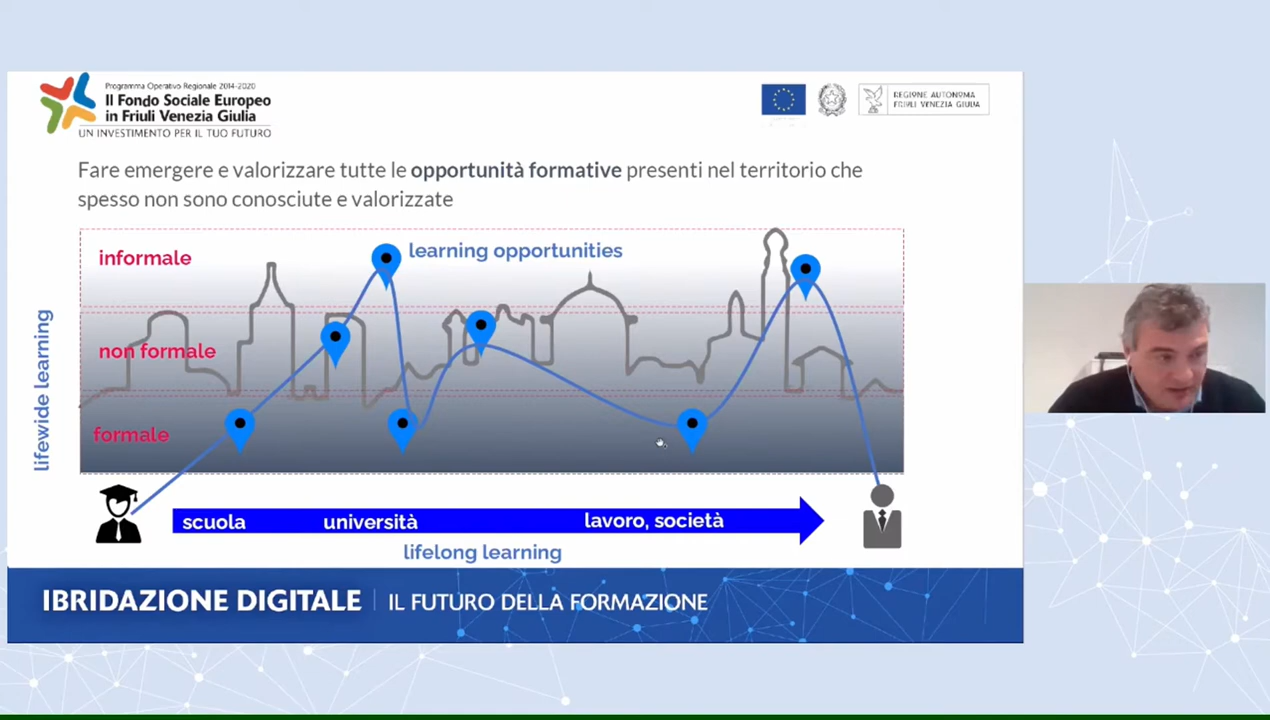 Programma Operativo Regionale 2014-2020
Il Fondo Sociale Europeo
in Friuli Venezia Giulia
UN INVESTIMENTO PER IL TUO FUTURO
REGIONE AUTONOMA
FRIULI VENEZIA GIULIA
Fare emergere e valorizzare tutte le opportunità formative presenti nel territorio che
spesso non sono conosciute e valorizzate
informale
learning opportunities
non formale
formale
lifewide learning
scuola
università
lavoro, società
lifelong learning
IBRIDAZIONE DIGITALE | IL FUTURO DELLA FORMAZIONE